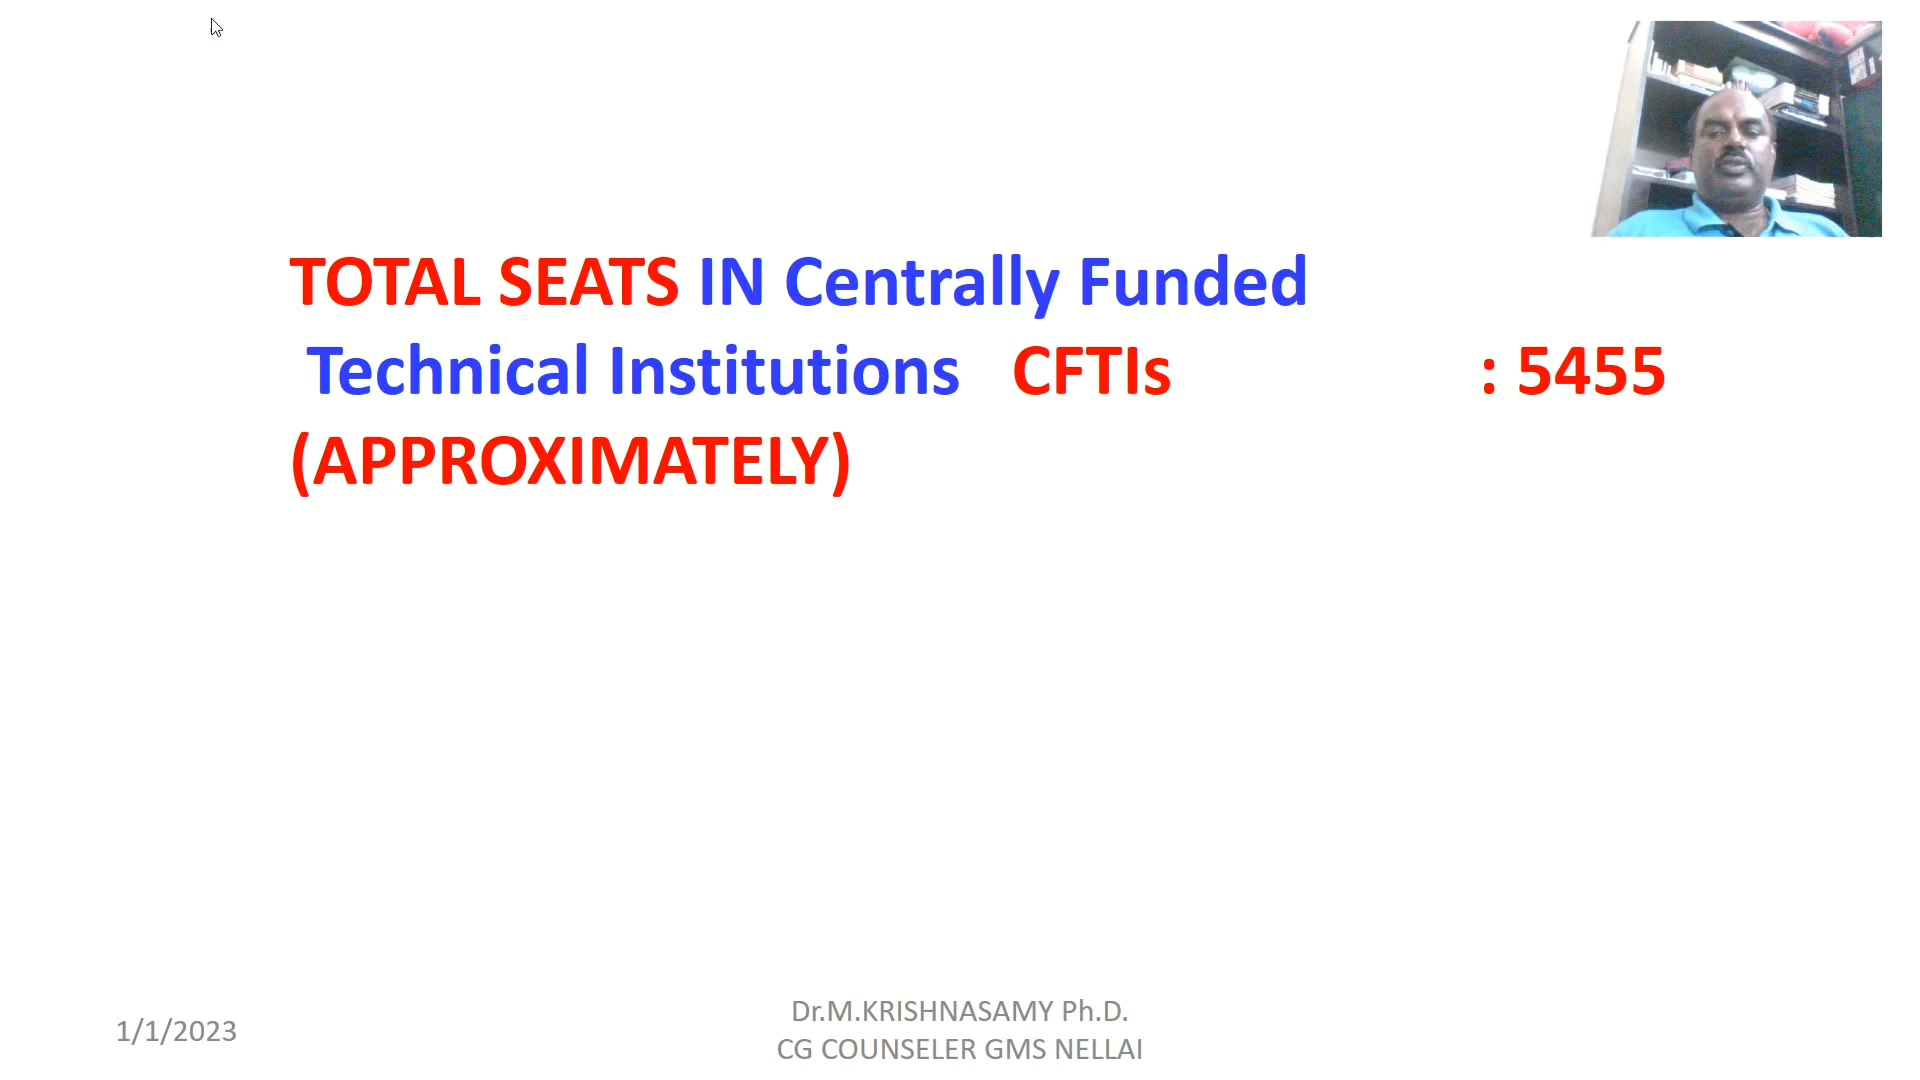 TOTAL SEATS IN Centrally Funded
Technical Institutions CFTIs : 5455
(APPROXIMATELY)
1/1/2023
Dr.M.KRISHNASAMY Ph.D.
CG COUNSELER GMS NELLAI